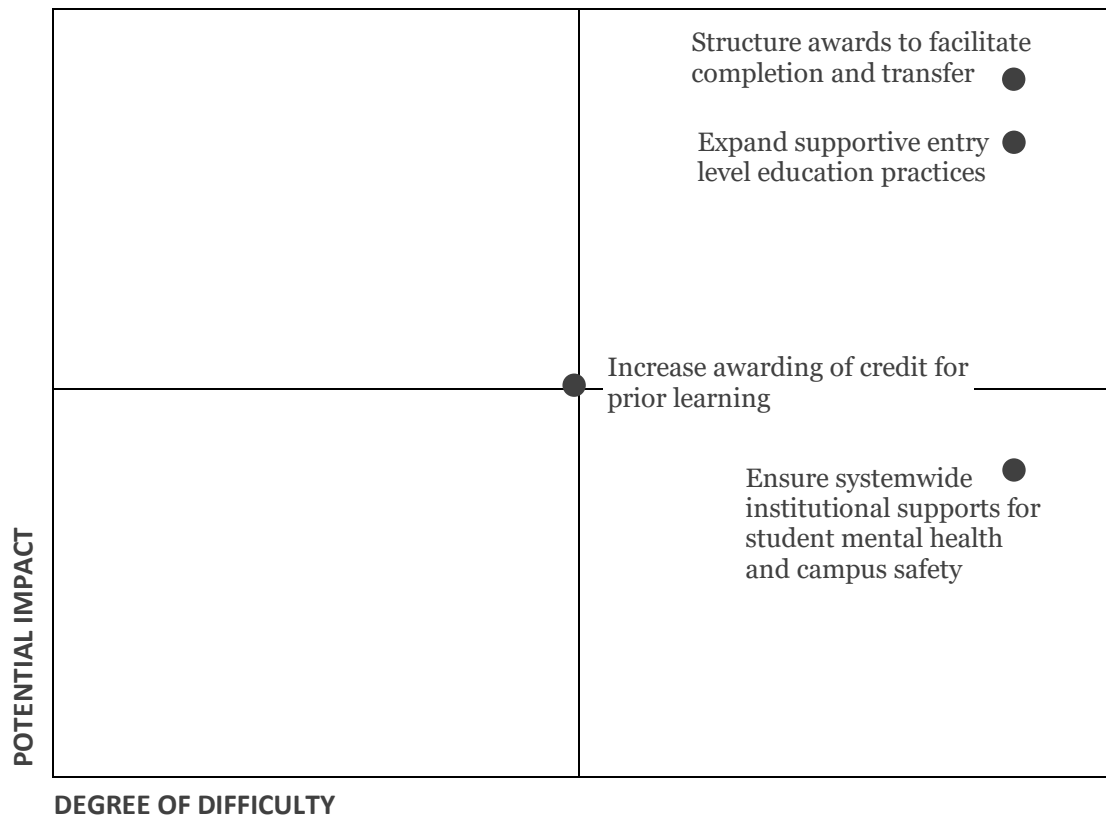 Structure awards to facilitate
completion and transfer
Expand supportive entry
level education practices
Increase awarding of credit for
prior learning
Ensure systemwide
institutional supports for
student mental health
and campus safety
POTENTIAL IMPACT
DEGREE OF DIFFICULTY